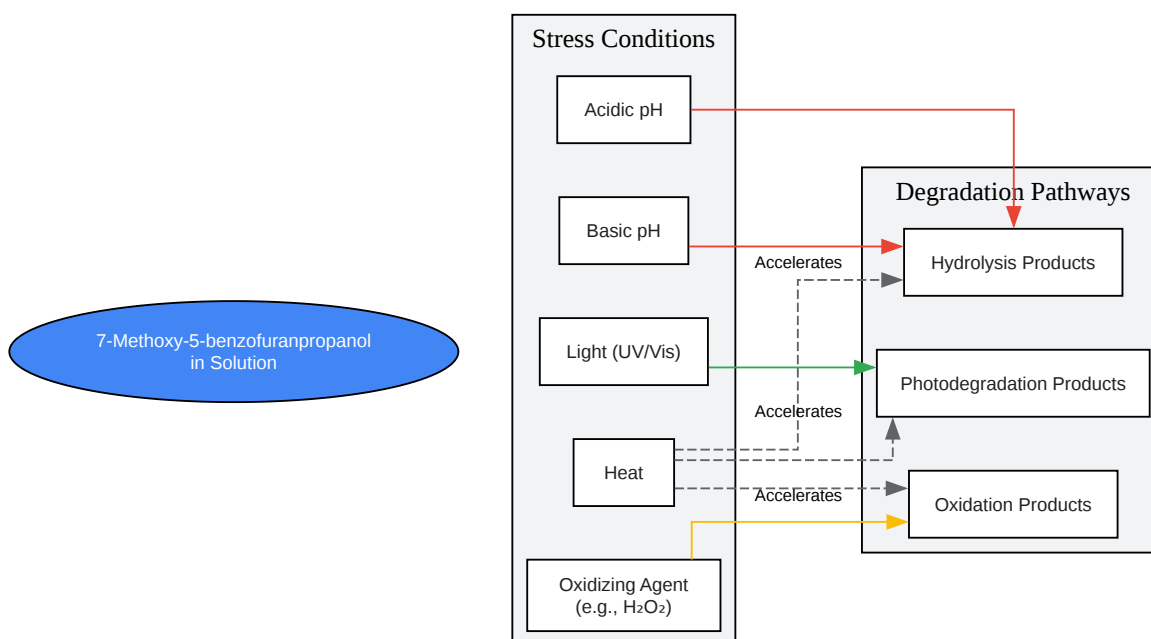 Stress Conditions
Acidic pH
Degradation Pathways
Basic pH
Accelerates
Hydrolysis Products
7-Methoxy-5-benzofuranpropanol
in Solution
Light (UV/Vis)
Photodegradation Products
Accelerates
Heat
Accelerates
Oxidation Products
Oxidizing Agent
(e.g., H₂O₂)